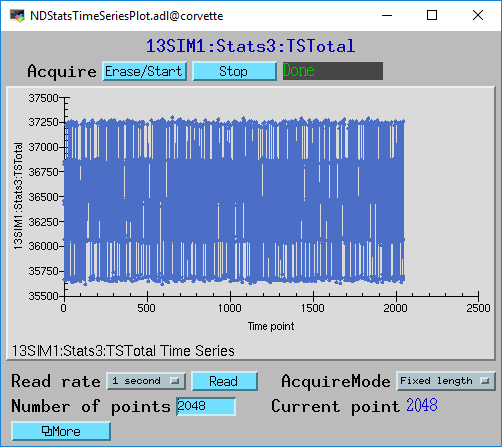 NDStatsTimeSeriesPlot.adl@corvette
13SIM1:Stats3:TSTotal
Acquire Erase/Start Stop Done
37500
37250
37000
36750
36500
36250
36000
35750
35500
13SIM1:Stats3:TSTotal
0 500 1000 1500 2000 2500
Time point
13SIM1:Stats3:TSTotal Time Series
Read rate 1 second Read AcquireMode Fixed length
Number of points 2048 Current point 2048
More